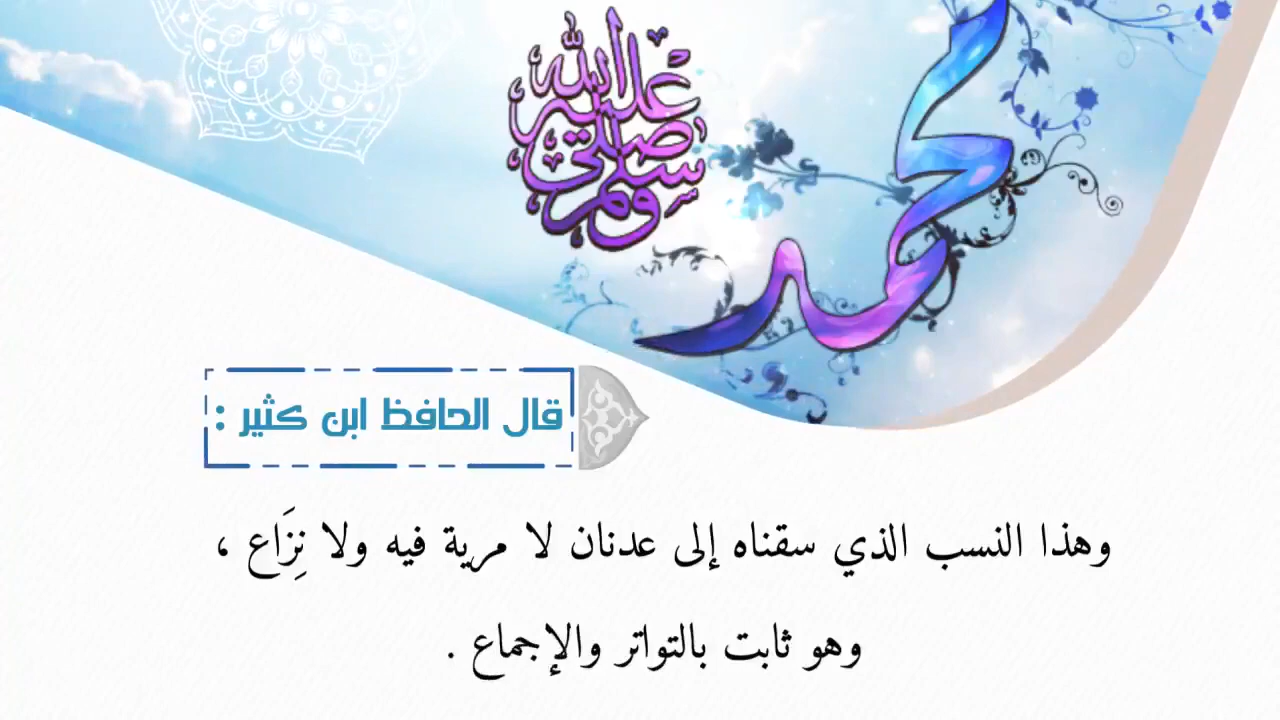 محمد
صلى الله عليه وسلم
قال الحافظ ابن كثير :
وهذا النسب الذي سقناه إلى عدنان لا مرية فيه ولا نِزَاع ،
وهو ثابت بالتواتر والإجماع .